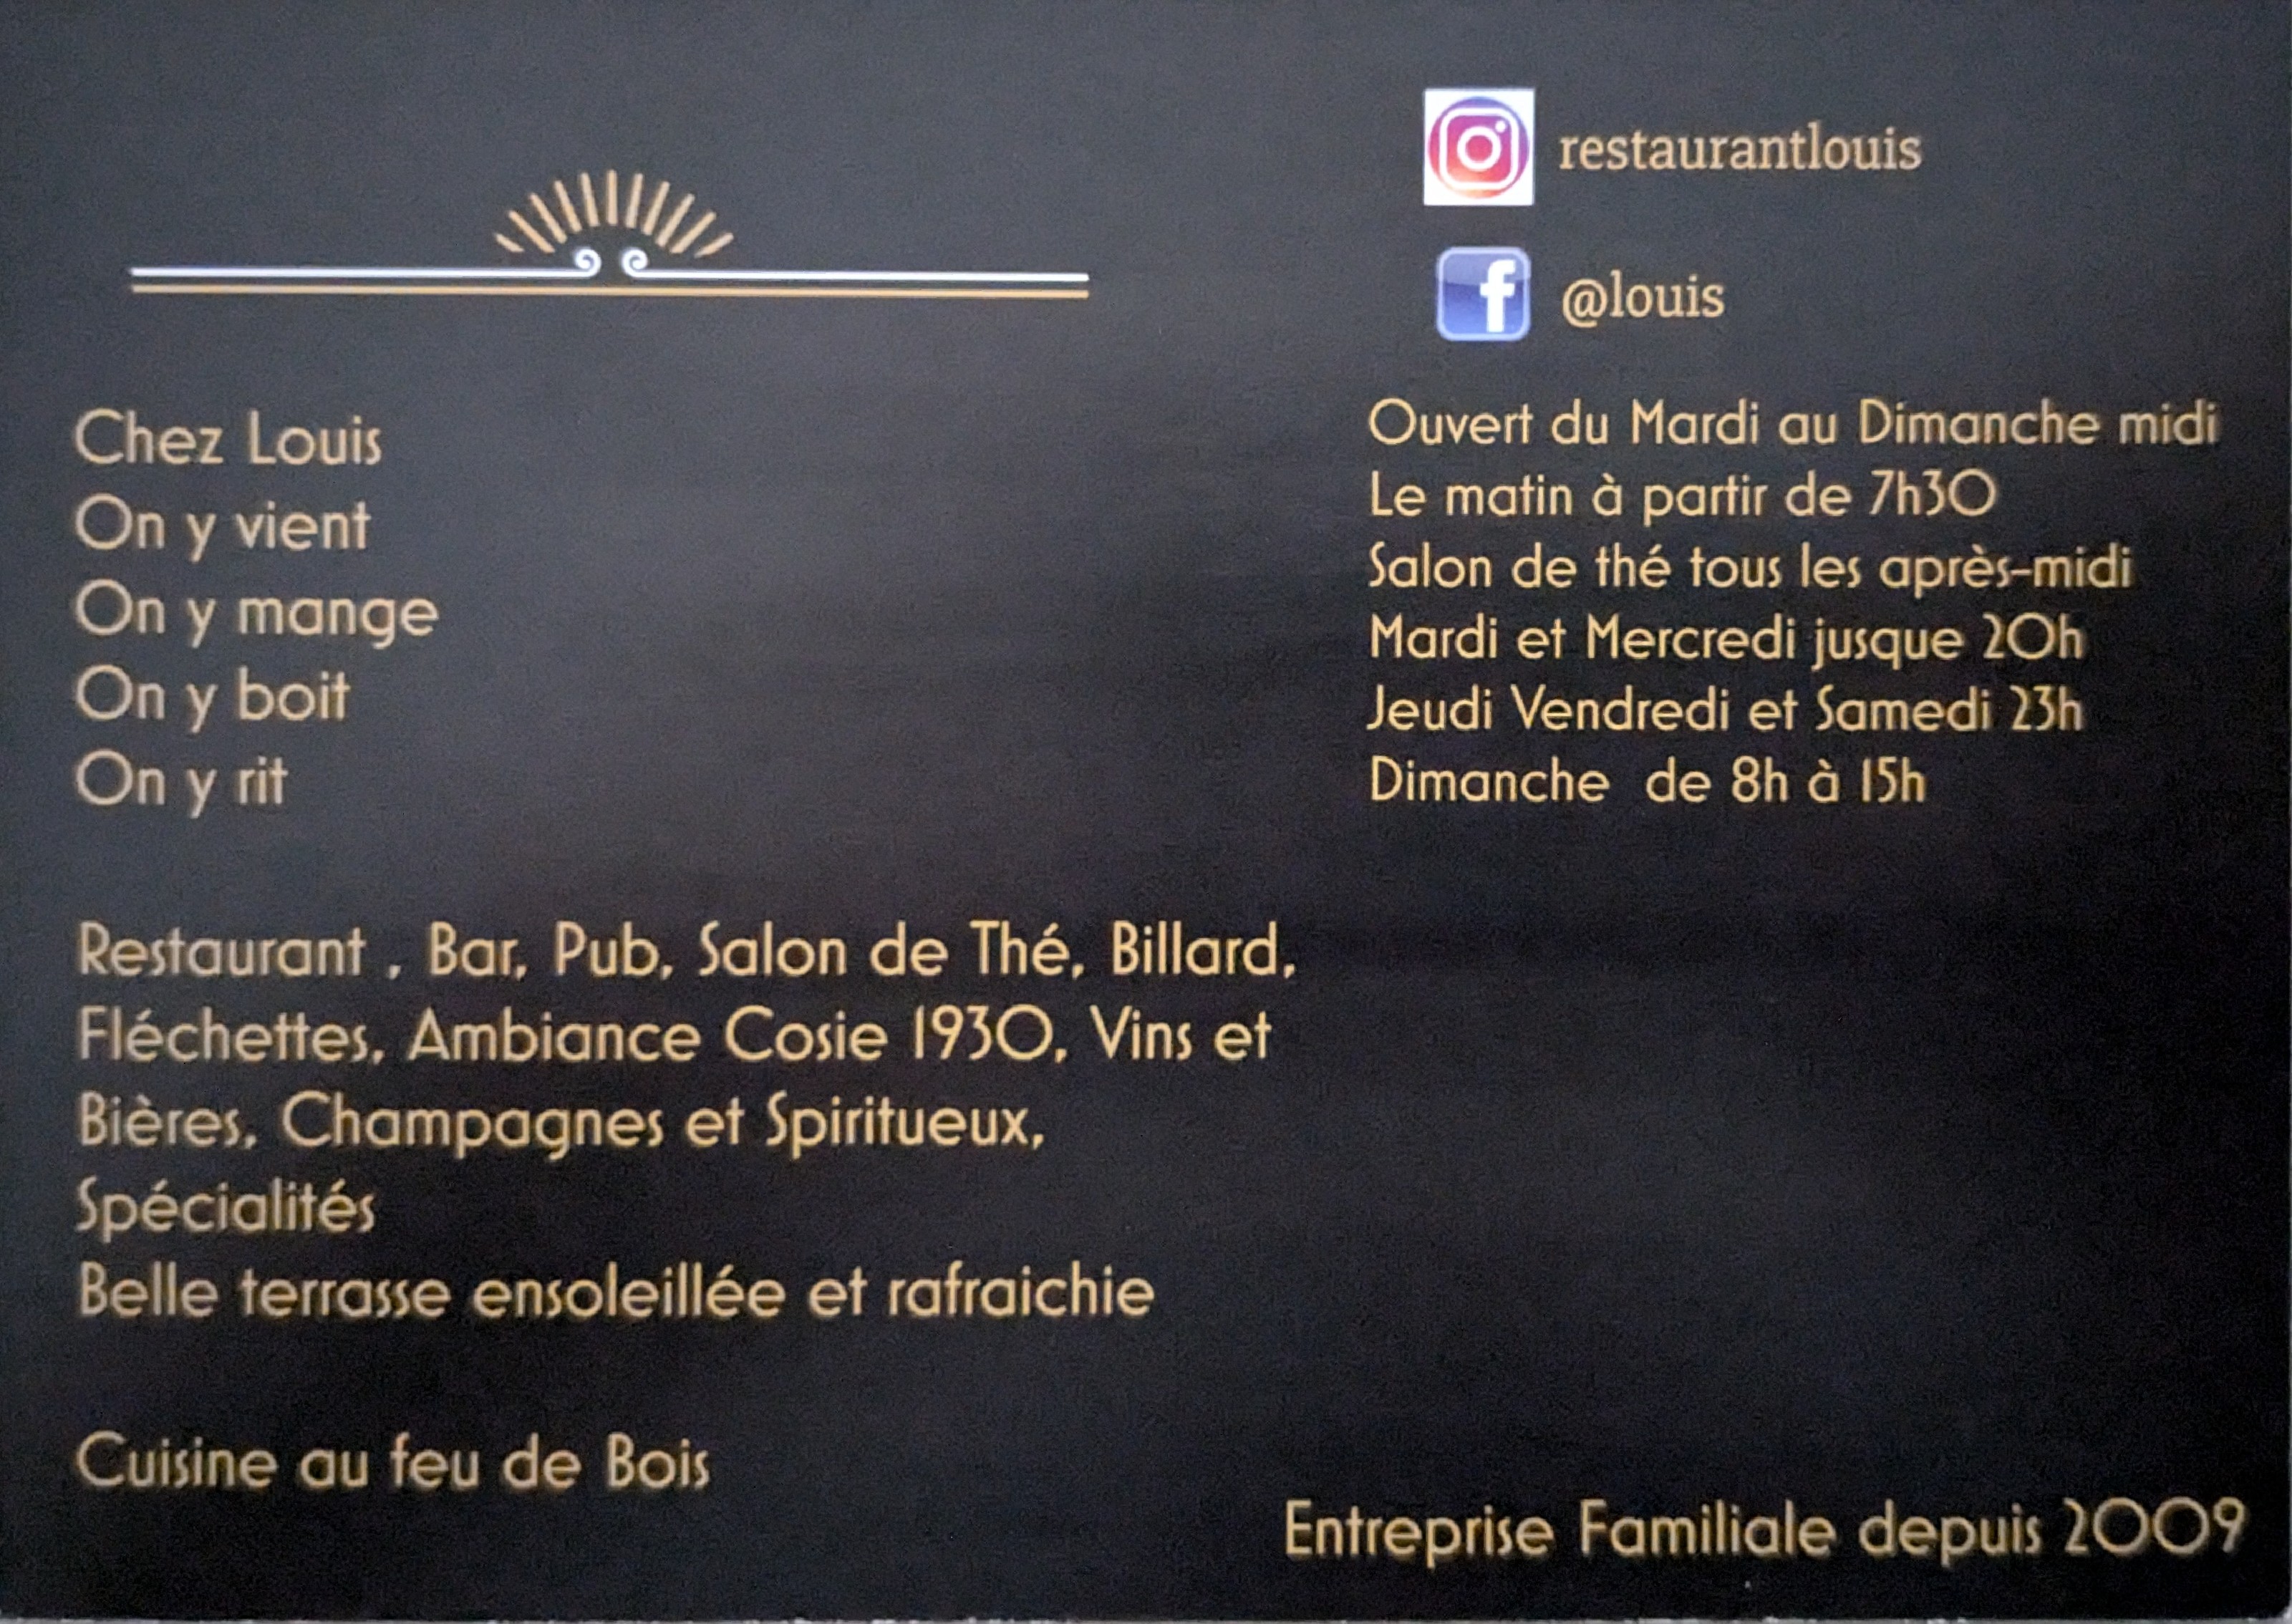 restaurantlouis
@louis
Chez Louis
On y vient
On y mange
On y boit
On y rit
Ouvert du Mardi au Dimanche midi
Le matin à partir de 7h30
Salon de thé tous les après-midi
Mardi et Mercredi jusque 20h
Jeudi Vendredi et Samedi 23h
Dimanche de 8h à 15h
Restaurant , Bar, Pub, Salon de Thé, Billard,
Fléchettes, Ambiance Cosie 1930, Vins et
Bières, Champagnes et Spiritueux,
Spécialités
Belle terrasse ensoleillée et rafraichie
Cuisine au feu de Bois
Entreprise Familiale depuis 2009